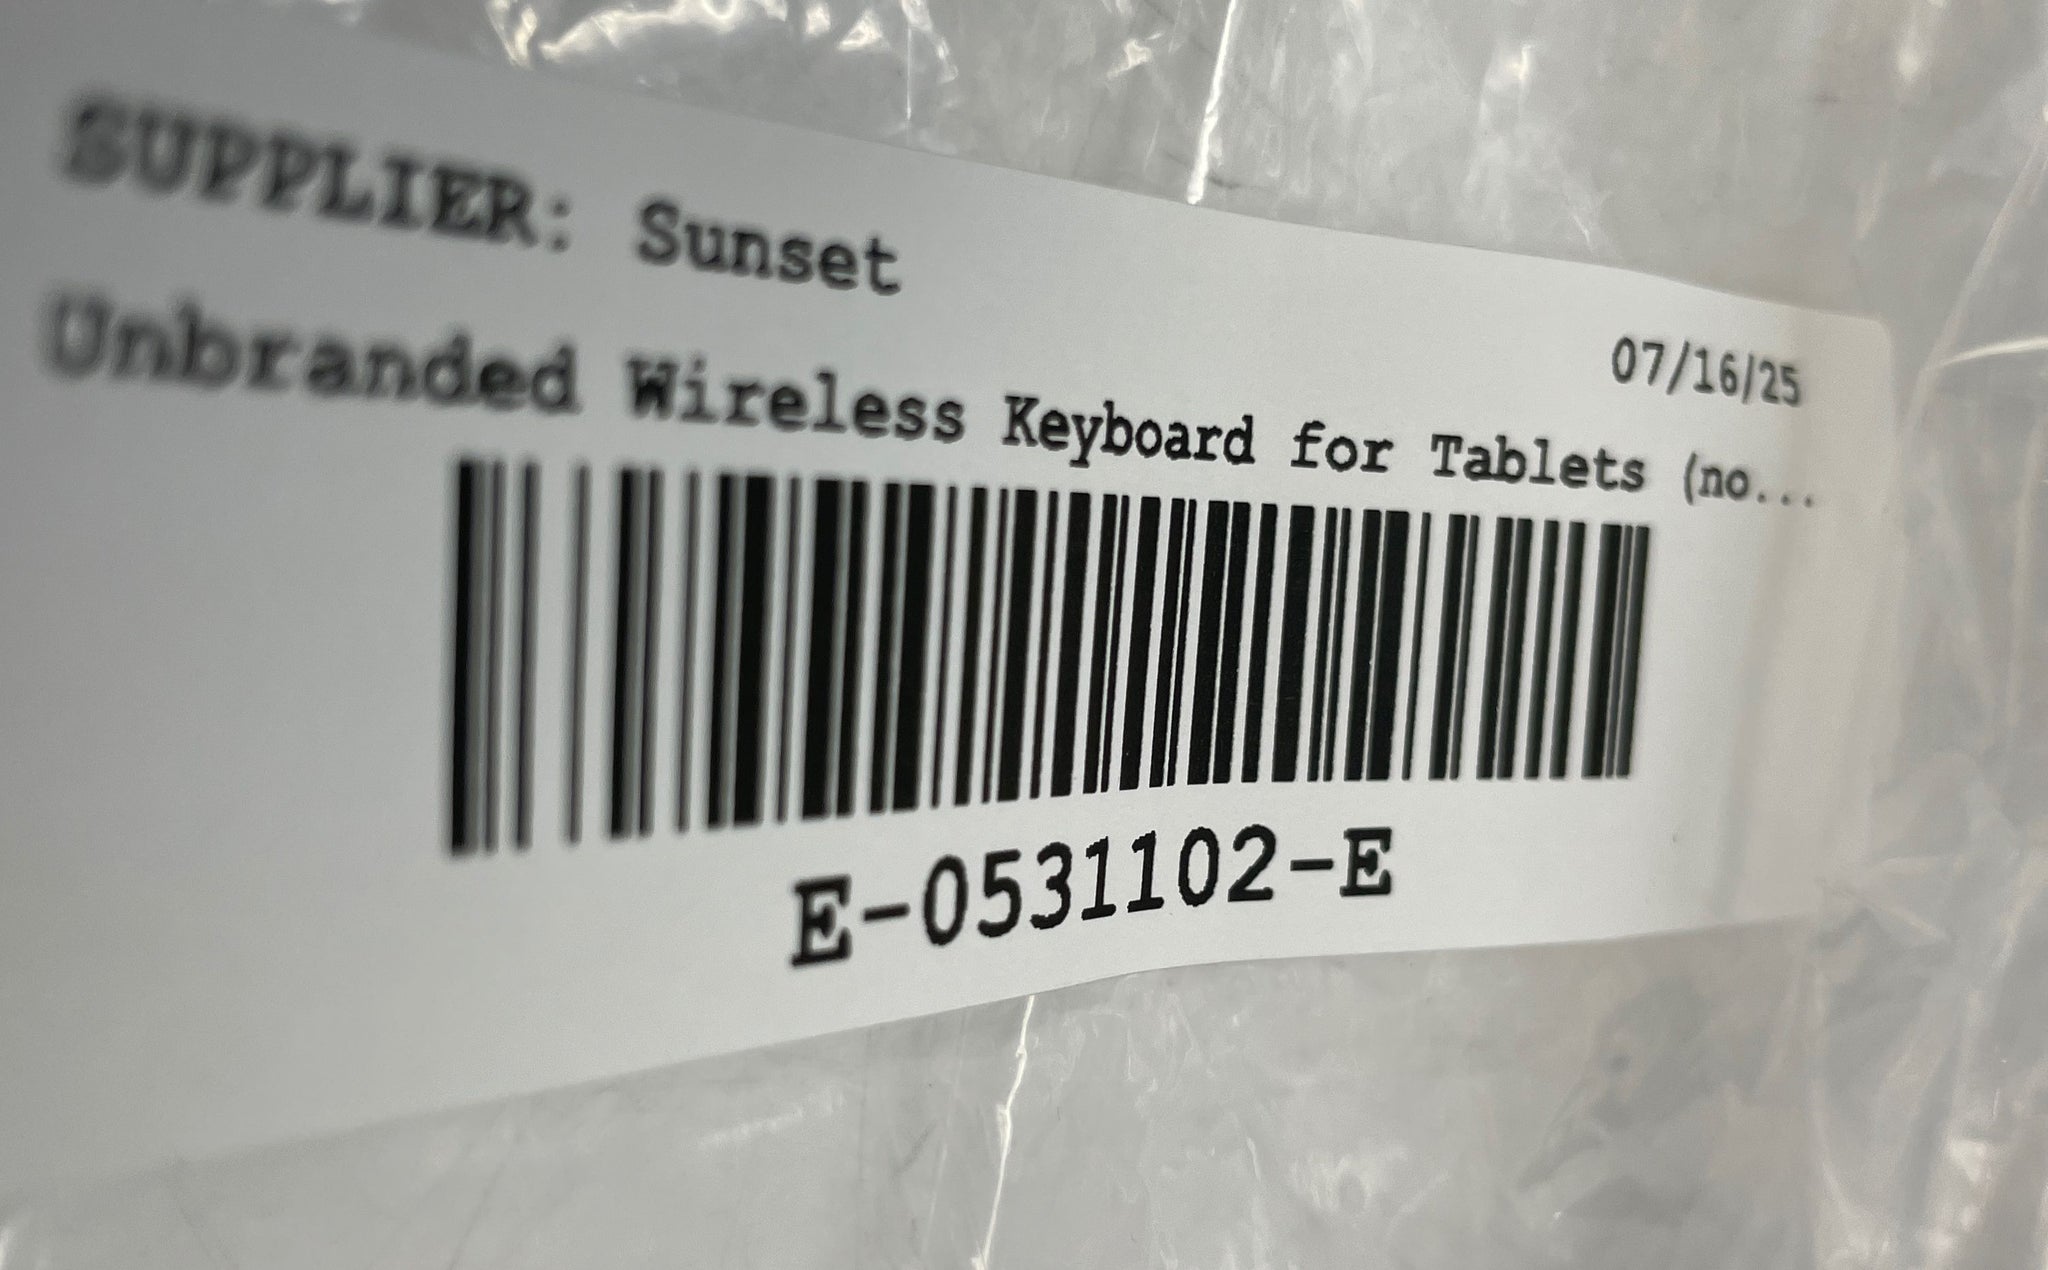 SUPPLIER: Sunset
07/16/25
Unbranded Wireless Keyboard for Tablets (no...
E-0531102-E